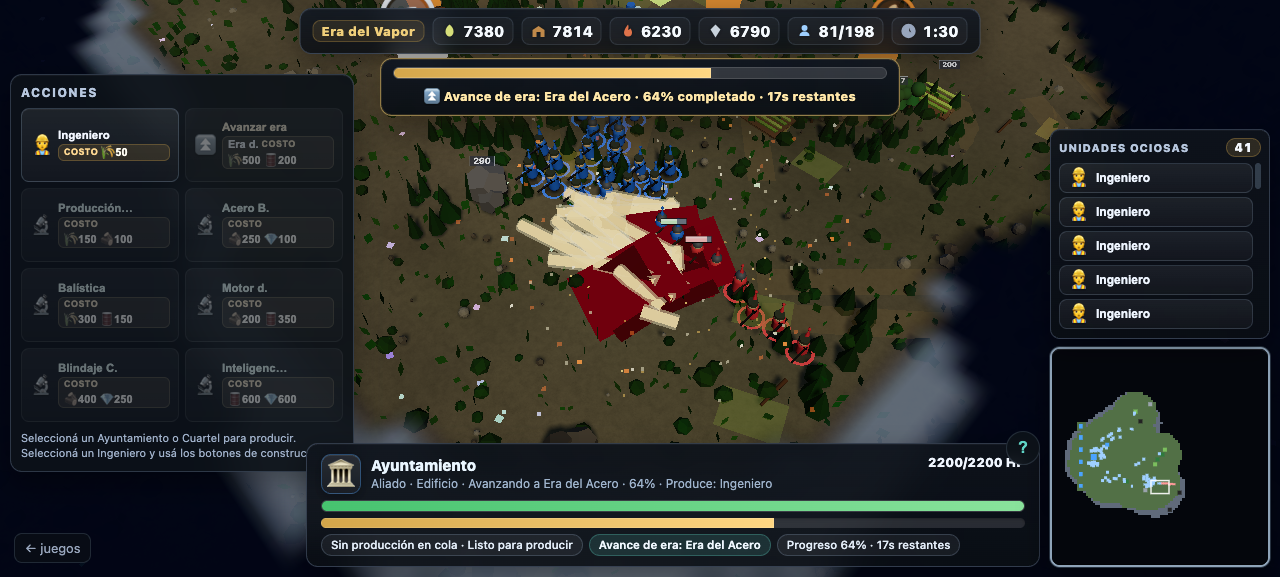 Era del Vapor 7380 7814 6230 6790 81/198 1:30
Avance de era: Era del Acero · 64% completado · 17s restantes
ACCIONES
Ingeniero
COSTO 50
Avanzar era
Era d. COSTO
500 200
Producción...
COSTO
150 100
Acero B.
COSTO
250 100
Balística
COSTO
300 150
Motor d.
COSTO
200 350
Blindaje C.
COSTO
400 250
Inteligenc...
COSTO
600 600
Seleccioná un Ayuntamiento o Cuartel para producir.
Seleccioná un Ingeniero y usá los botones de construc
← juegos
290
200
7
UNIDADES OCIOSAS 41
Ingeniero
Ingeniero
Ingeniero
Ingeniero
Ingeniero
?
Ayuntamiento
2200/2200
Aliado · Edificio · Avanzando a Era del Acero · 64% · Produce: Ingeniero
Sin producción en cola · Listo para producir
Avance de era: Era del Acero
Progreso 64% · 17s restantes